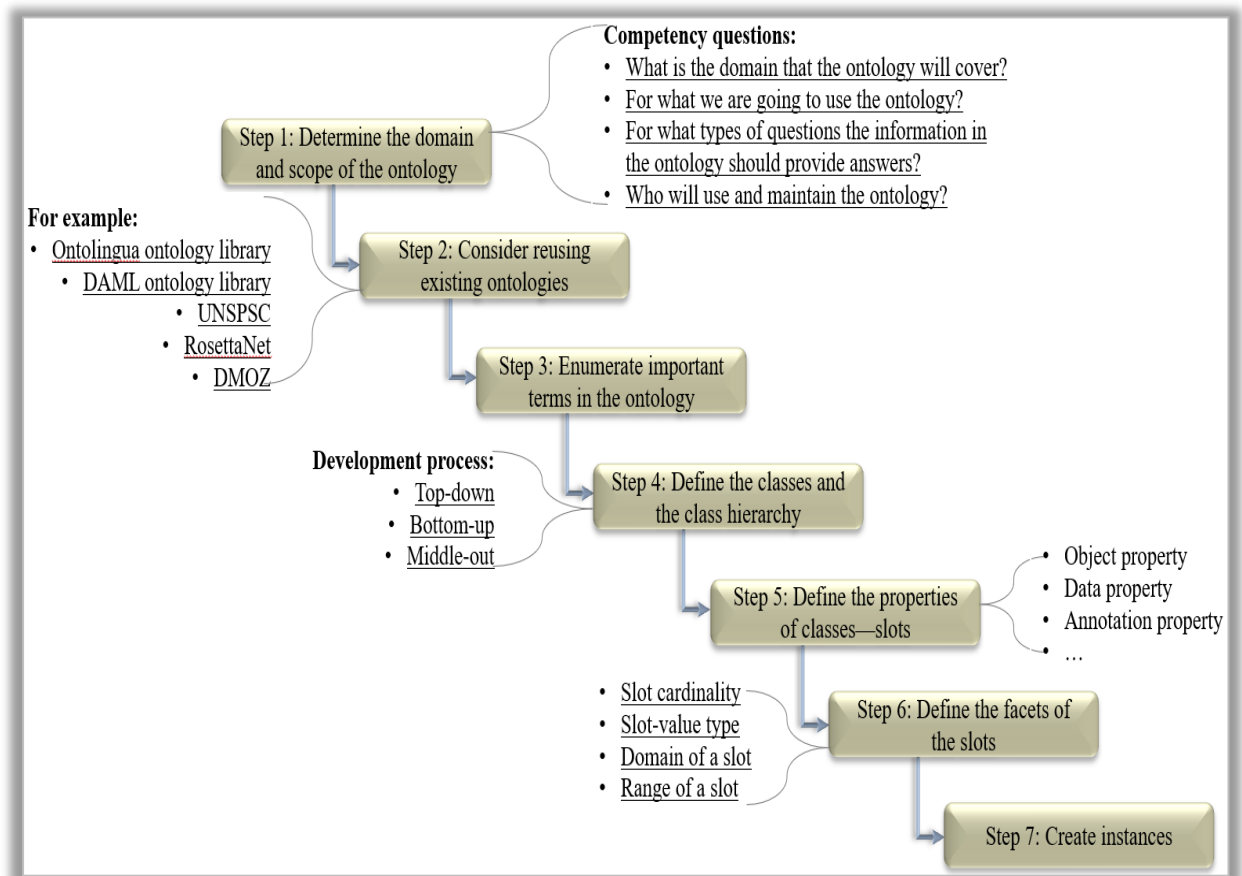 Competency questions:
• What is the domain that the ontology will cover?
• For what we are going to use the ontology?
• For what types of questions the information in
the ontology should provide answers?
• Who will use and maintain the ontology?
Step 1: Determine the domain
and scope of the ontology
For example:
• Ontolingua ontology library
• DAML ontology library
• UNSPSC
• RosettaNet
• DMOZ
Step 2: Consider reusing
existing ontologies
Step 3: Enumerate important
terms in the ontology
Development process:
• Top-down
• Bottom-up
• Middle-out
Step 4: Define the classes and
the class hierarchy
Step 5: Define the properties
of classes—slots
• Object property
• Data property
• Annotation property
• …
• Slot cardinality
• Slot-value type
• Domain of a slot
• Range of a slot
Step 6: Define the facets of
the slots
Step 7: Create instances